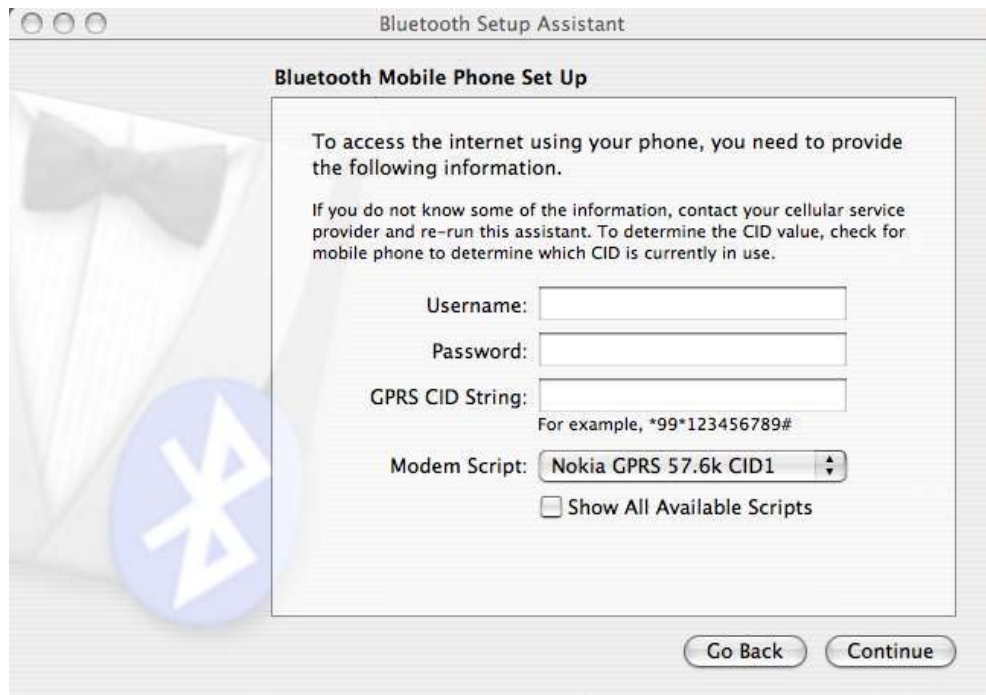 Bluetooth Setup Assistant
Bluetooth Mobile Phone Set Up
To access the internet using your phone, you need to provide
the following information.
If you do not know some of the information, contact your cellular service
provider and re-run this assistant. To determine the CID value, check for
mobile phone to determine which CID is currently in use.
Username:
Password:
GPRS CID String:
For example, *99*123456789#
Modem Script: Nokia GPRS 57.6k CID1
Show All Available Scripts
Go Back Continue